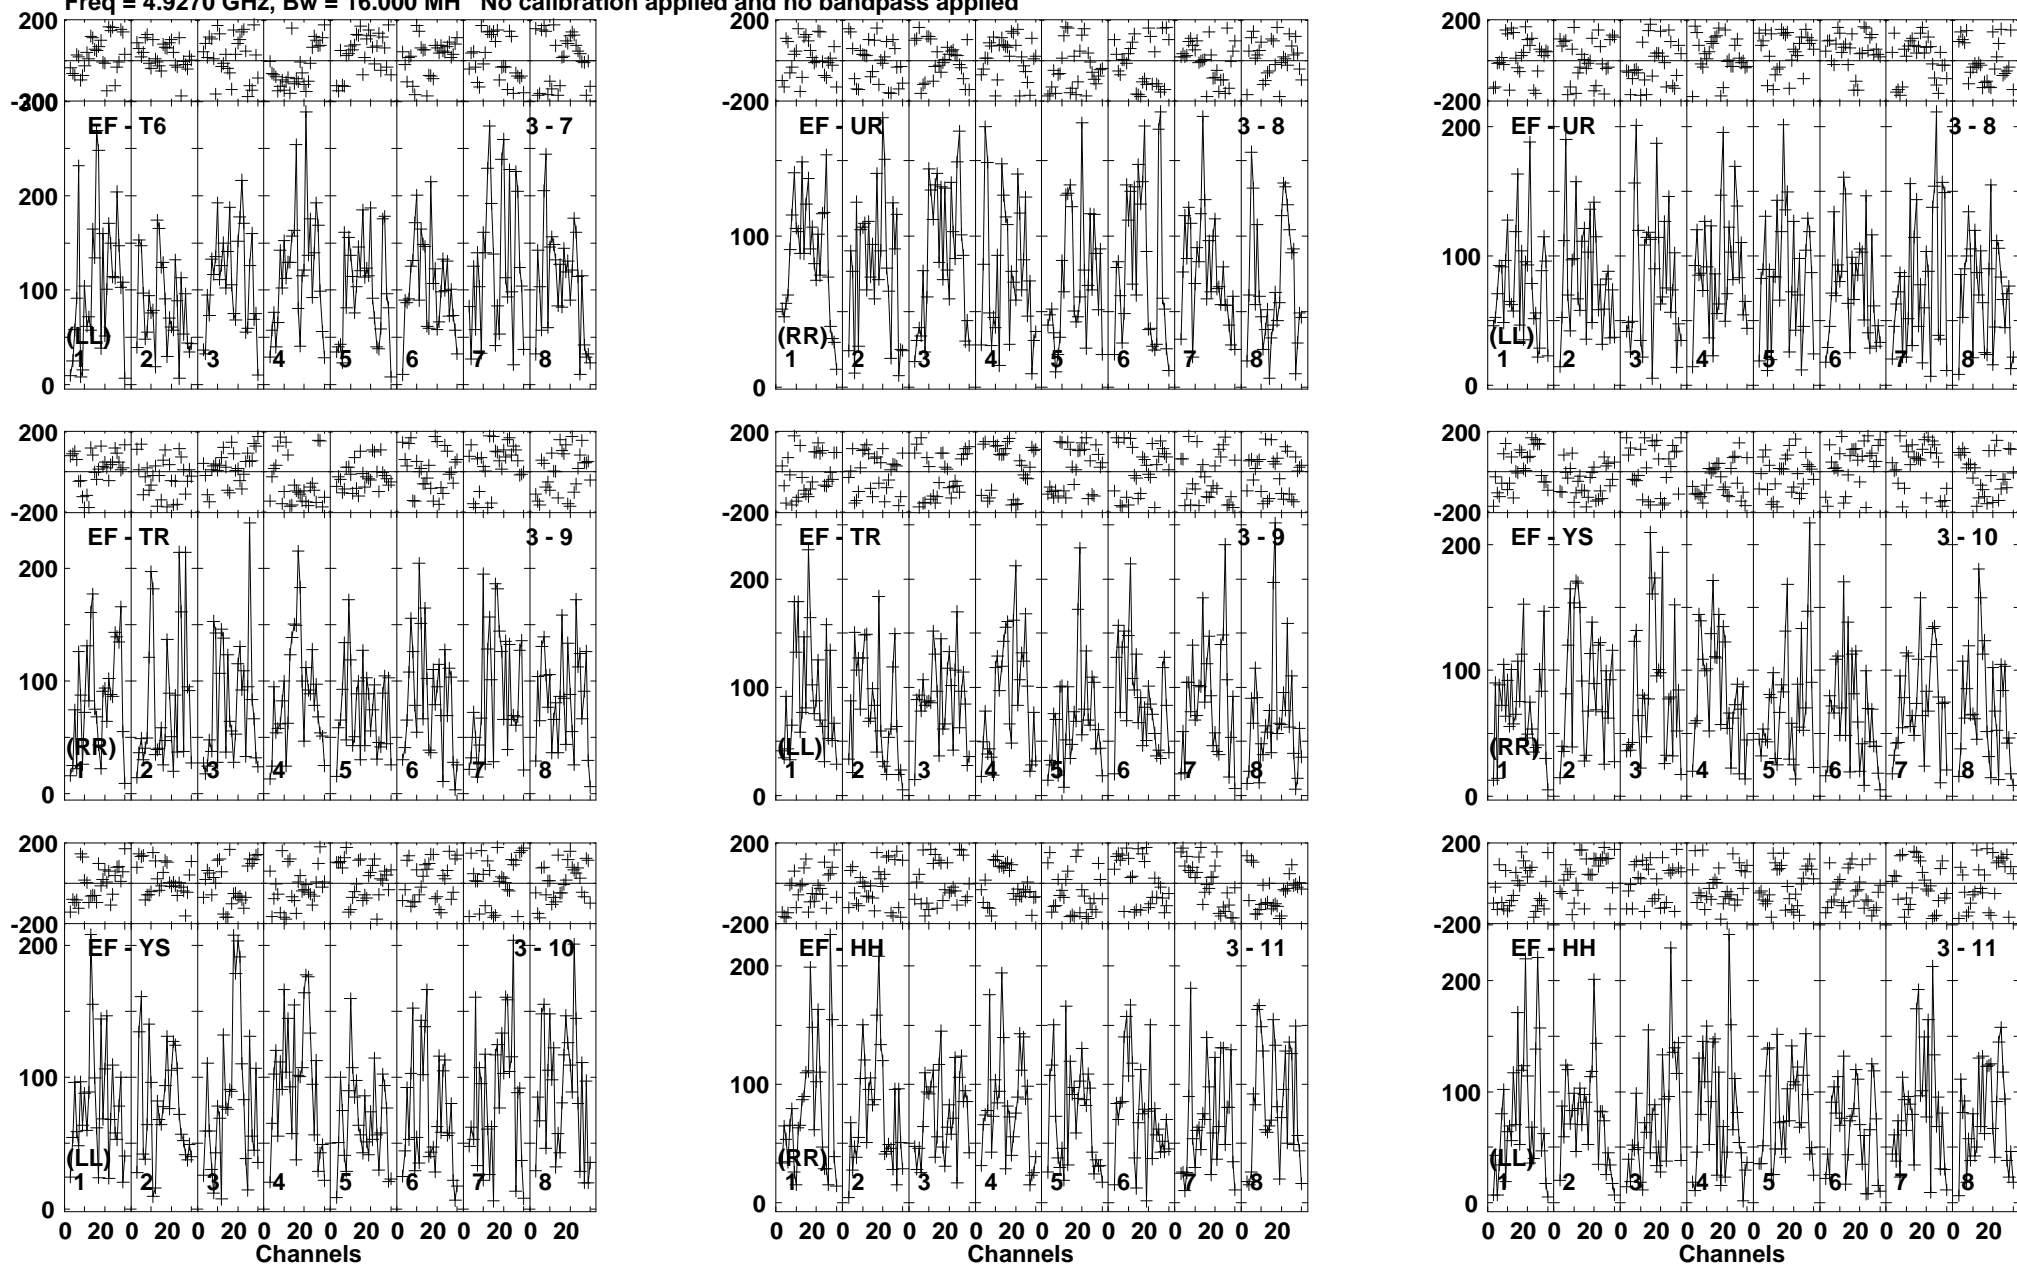 Freq = 4.9270 GHz, Bw = 16.000 MH No calibration applied and no bandpass applied
200 200 200
-200 -200 -200
300
EF - T6 3 - 7 EF - UR 3 - 8 EF - UR 3 - 8
200 200
200
100
100 100
(LL) (RR) (LL)
1 2 3 4 5 6 7 8 1 2 3 4 5 6 7 8 1 2 3 4 5 6 7 8
0 0 0
200 200 200
-200 -200 -200
EF - TR 3 - 9 EF - TR 3 - 9 EF - YS 3 - 10
200 200 200
100 100 100
(RR) (LL) (RR)
1 2 3 4 5 6 7 8 1 2 3 4 5 6 7 8 1 2 3 4 5 6 7 8
0 0 0
200 200 200
-200 -200 -200
EF - YS 3 - 10 EF - HH 3 - 11 EF - HH 3 - 11
200 200 200
100 100 100
(LL) (RR) (LL)
1 2 3 4 5 6 7 8 1 2 3 4 5 6 7 8 1 2 3 4 5 6 7 8
0 0 0
0 20 0 20 0 20 0 20 0 20 0 20 0 20 0 20 0 20 0 20 0 20 0 20 0 20 0 20 0 20 0 20 0 20 0 20 0 20 0 20 0 20 0 20 0 20 0 20
Channels Channels Channels